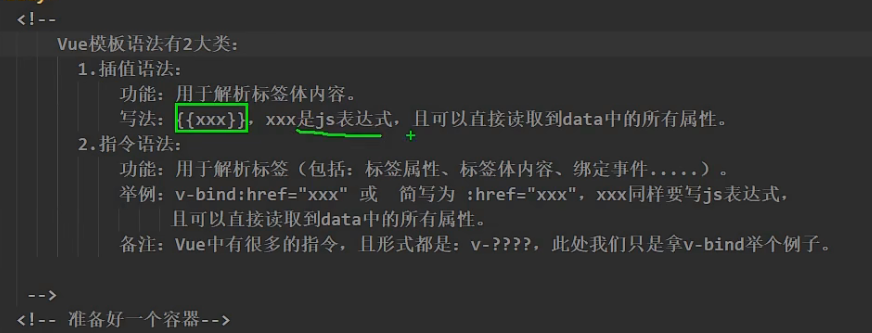 <!--
Vue模板语法有2大类：
1.插值语法：
功能：用于解析标签体内容。
写法：{{xxx}}，xxx是js表达式，且可以直接读取到data中的所有属性。
2.指令语法：
功能：用于解析标签（包括：标签属性、标签体内容、绑定事件.....）。
举例：v-bind:href="xxx" 或  简写为 :href="xxx"，xxx同样要写js表达式，
且可以直接读取到data中的所有属性。
备注：Vue中有很多的指令，且形式都是：v-????，此处我们只是拿v-bind举个例子。
-->
<!-- 准备好一个容器-->